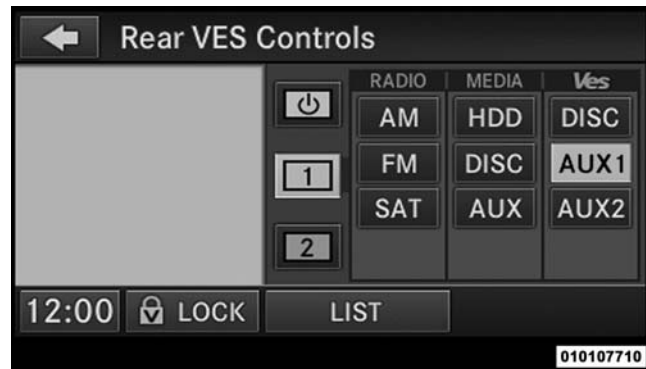 Rear VES Controls
RADIO MEDIA Ves
AM HDD DISC
1 FM DISC AUX1
SAT AUX AUX2
2
12:00 LOCK LIST
010107710